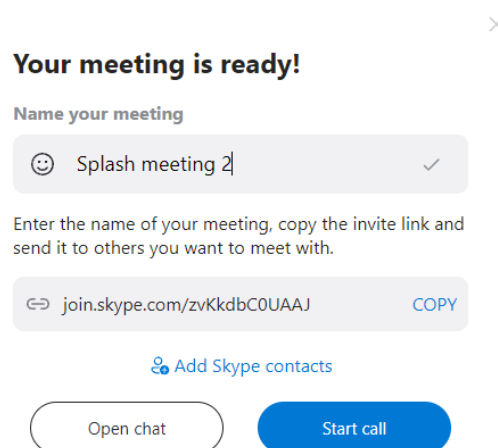 Your meeting is ready!
Name your meeting
Splash meeting 2
Enter the name of your meeting, copy the invite link and
send it to others you want to meet with.
join.skype.com/zvKkdbC0UAAJ COPY
Add Skype contacts
Open chat Start call